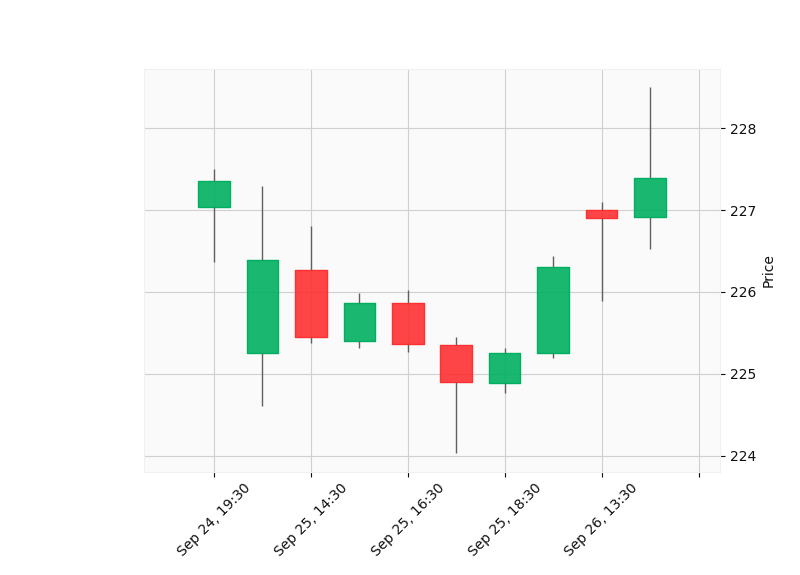 228
227
226
225
224
Price
Sep 24, 19:30
Sep 25, 14:30
Sep 25, 16:30
Sep 25, 18:30
Sep 26, 13:30